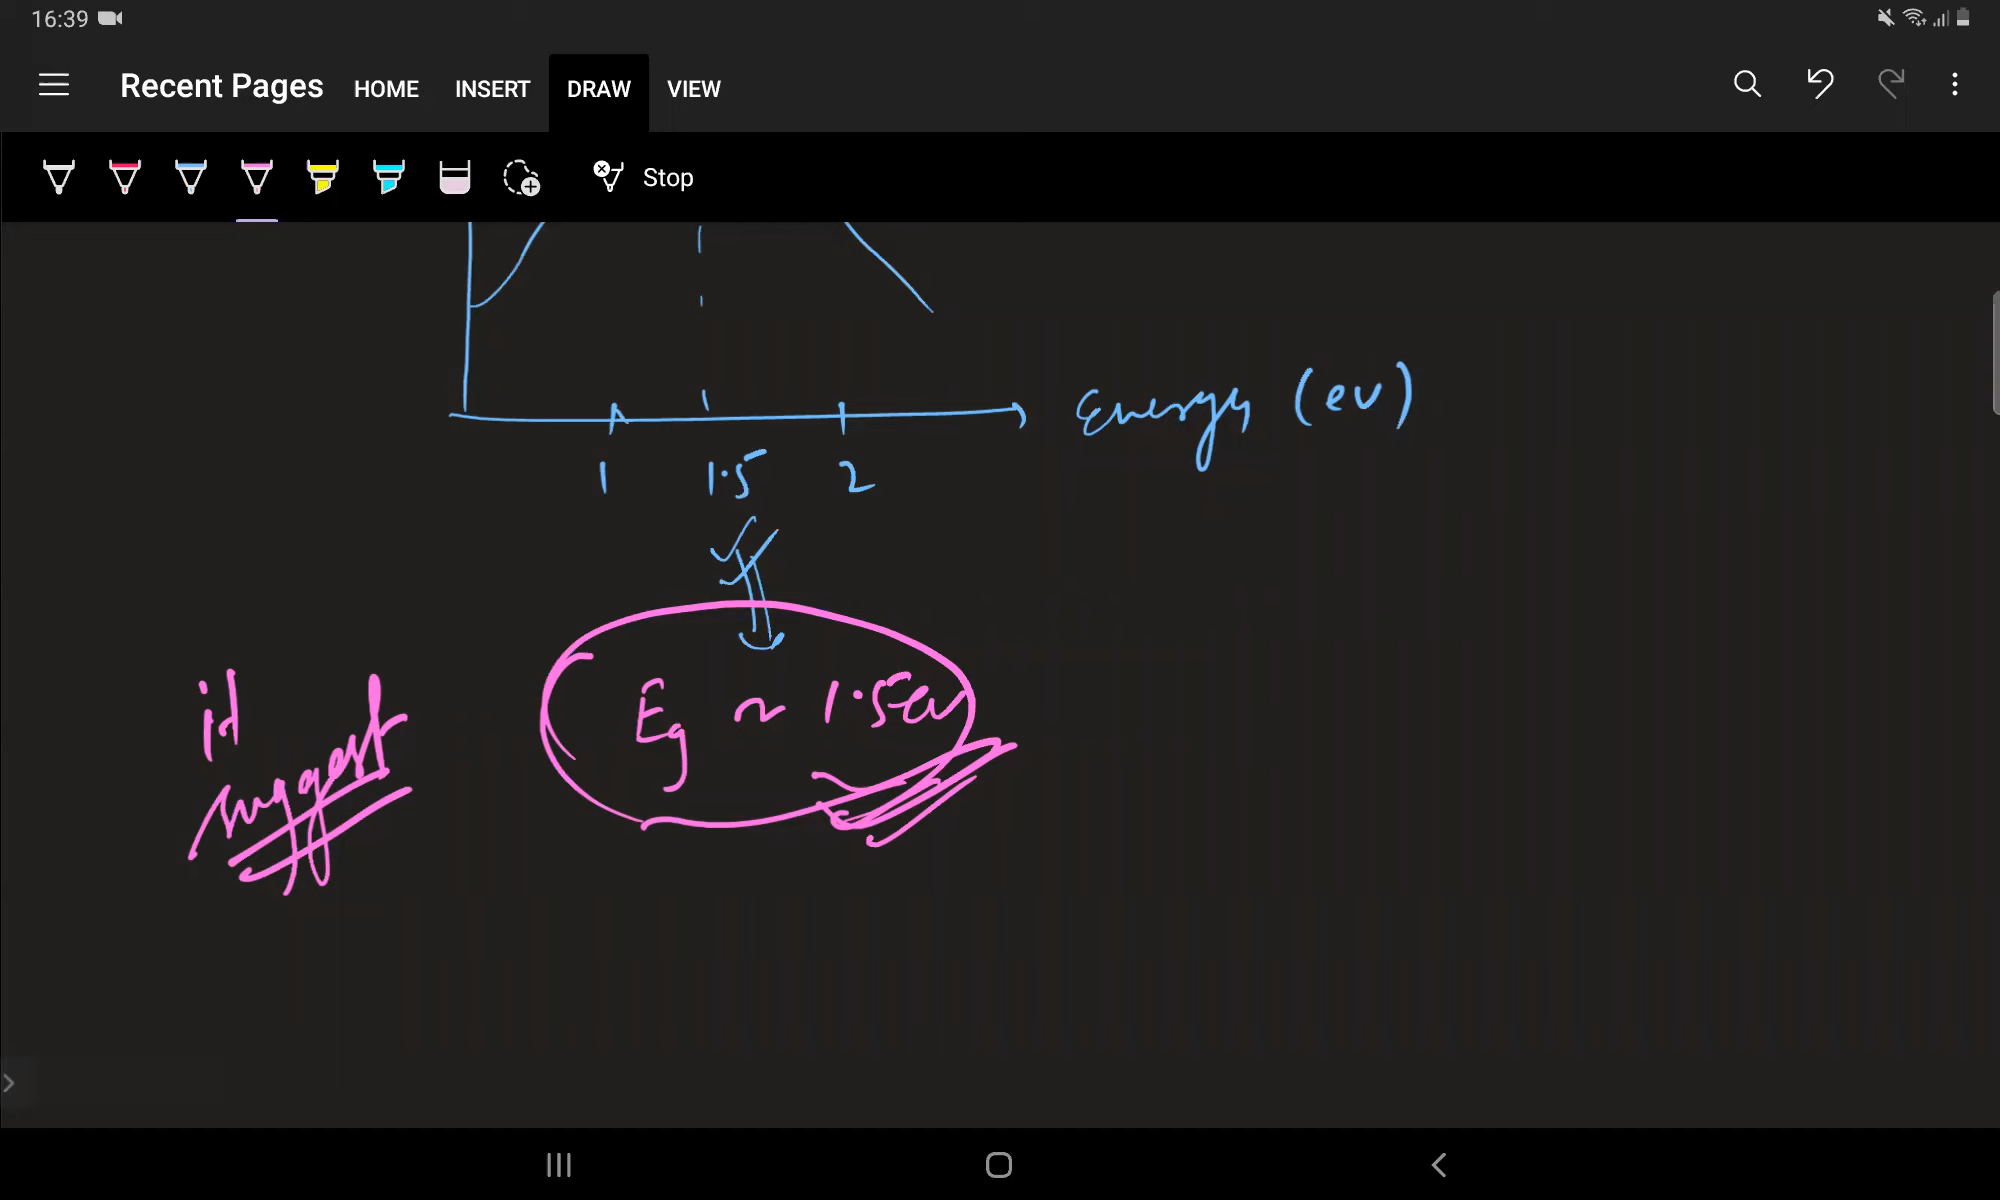 16:39
Recent Pages HOME INSERT DRAW VIEW
Stop
Energy (ev)
1 1.5 2
it
suggest
Eg ~ 1.5ev